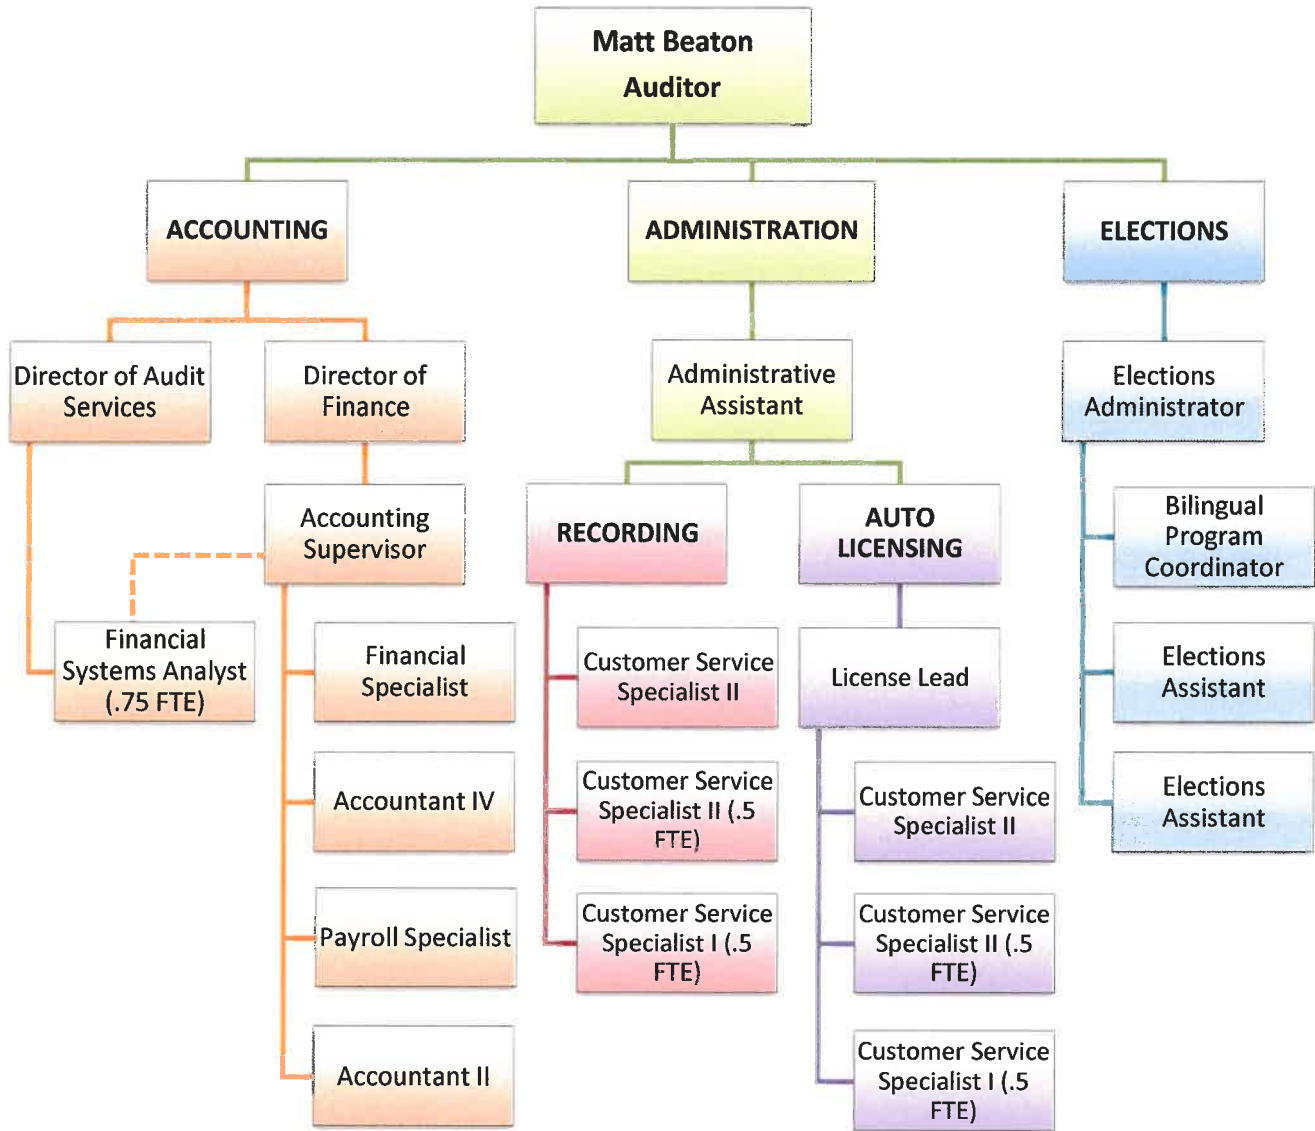 Matt Beaton
Auditor
ACCOUNTING
ADMINISTRATION
ELECTIONS
Director of Audit
Services
Director of
Finance
Administrative
Assistant
Elections
Administrator
Accounting
Supervisor
RECORDING
AUTO
LICENSING
Bilingual
Program
Coordinator
Financial
Systems Analyst
(.75 FTE)
Financial
Specialist
Customer Service
Specialist II
License Lead
Elections
Assistant
Accountant IV
Customer Service
Specialist II (.5
FTE)
Customer Service
Specialist II
Elections
Assistant
Payroll Specialist
Customer Service
Specialist I (.5
FTE)
Customer Service
Specialist II (.5
FTE)
Accountant II
Customer Service
Specialist I (.5
FTE)